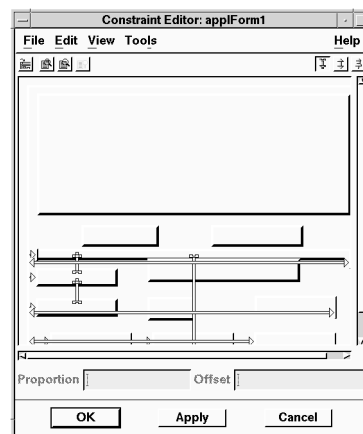 Constraint Editor: applForm1
File Edit View Tools Help
Proportion Offset
OK Apply Cancel